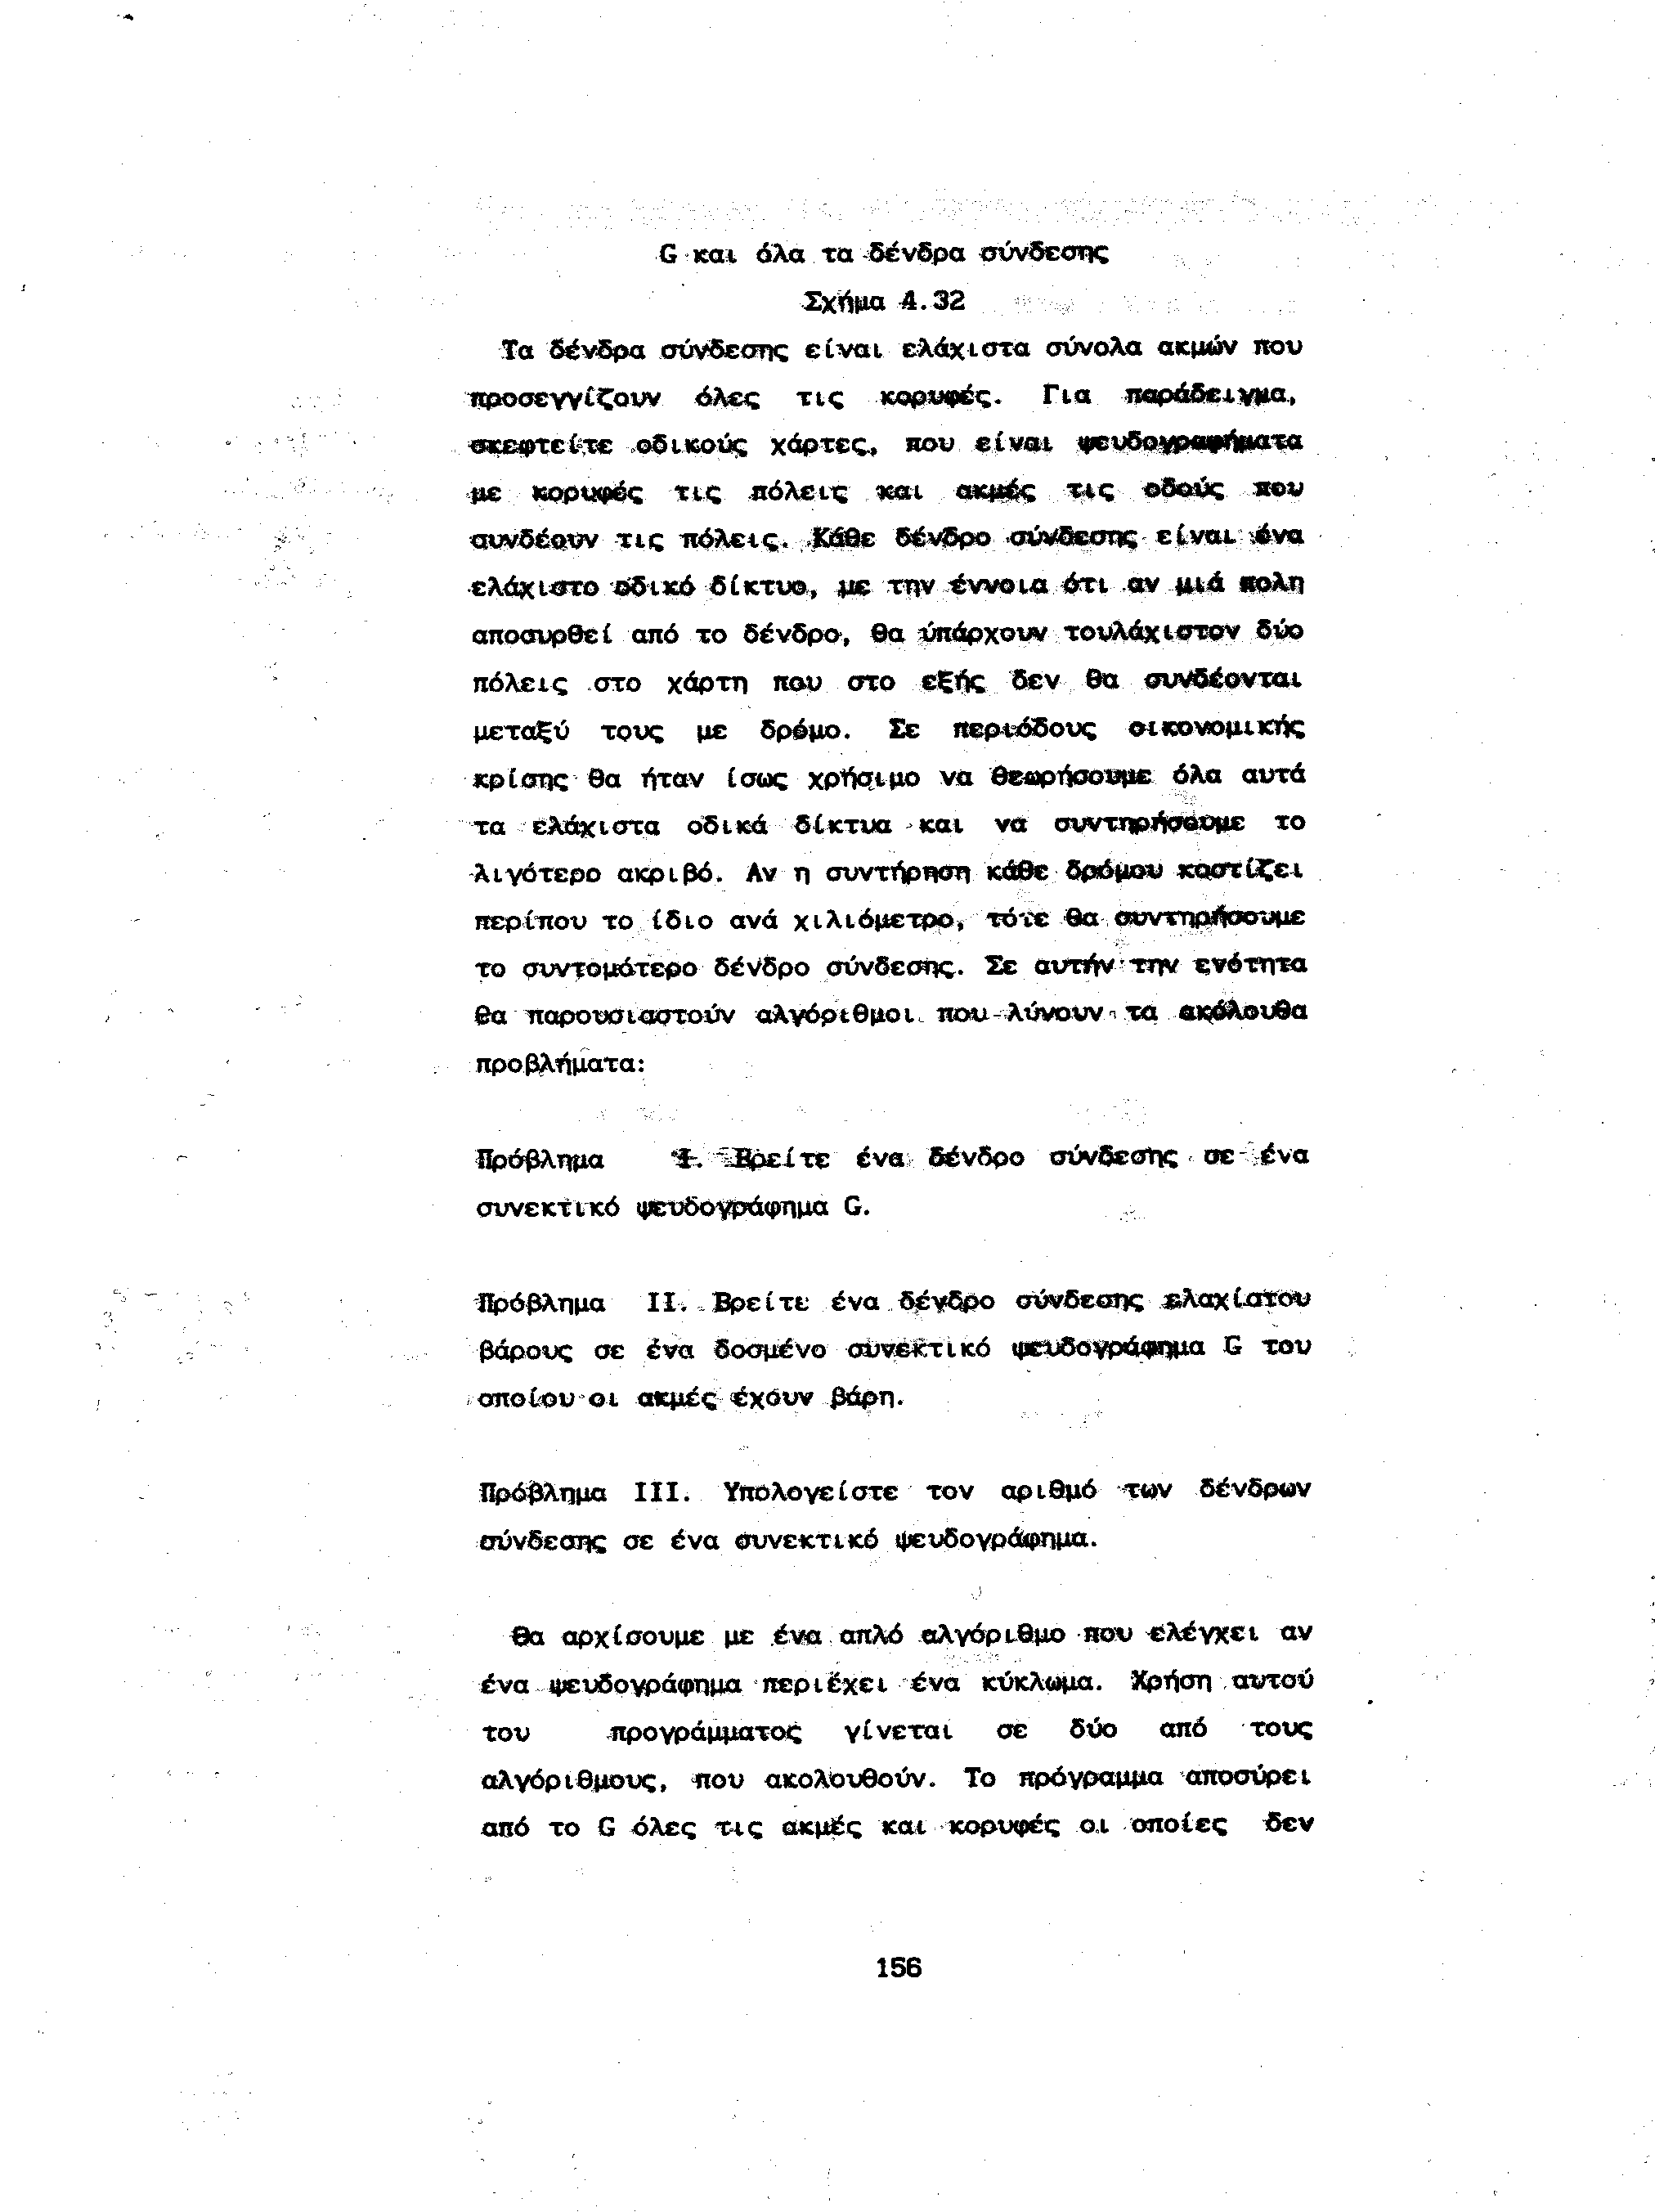 G και όλα τα δένδρα σύνδεσης
Σχήμα 4.32
Τα δένδρα σύνδεσης είναι ελάχιστα σύνολα ακμών που
προσεγγίζουν όλες τις κορυφές. Για παράδειγμα,
σκεφτείτε οδικούς χάρτες, που είναι ψευδογραφήματα
με κορυφές τις πόλεις και ακμές τις οδούς που
συνδέουν τις πόλεις. Κάθε δένδρο σύνδεσης είναι ένα
ελάχιστο οδικό δίκτυο, με την έννοια ότι αν μιά πολη
αποσυρθεί από το δένδρο, θα ύπάρχουν τουλάχιστον δύο
πόλεις στο χάρτη που στο εξής δεν θα συνδέονται
μεταξύ τους με δρόμο. Σε περιόδους οικονομικής
κρίσης θα ήταν ίσως χρήσιμο να θεωρήσουμε όλα αυτά
τα ελάχιστα οδικά δίκτυα και να συντηρήσουμε το
λιγότερο ακριβό. Αν η συντήρηση κάθε δρόμου κοστίζει
περίπου το ίδιο ανά χιλιόμετρο, τότε θα συντηρήσουμε
το συντομότερο δένδρο σύνδεσης. Σε αυτήν την ενότητα
θα παρουσιαστούν αλγόριθμοι που λύνουν τα ακόλουθα
προβλήματα:
Πρόβλημα I. Βρείτε ένα δένδρο σύνδεσης σε ένα
συνεκτικό ψευδογράφημα G.
Πρόβλημα II. Βρείτε ένα δένδρο σύνδεσης ελαχίστου
βάρους σε ένα δοσμένο συνεκτικό ψευδογράφημα G του
οποίου οι ακμές έχουν βάρη.
Πρόβλημα III. Υπολογείστε τον αριθμό των δένδρων
σύνδεσης σε ένα συνεκτικό ψευδογράφημα.
Θα αρχίσουμε με ένα απλό αλγόριθμο που ελέγχει αν
ένα ψευδογράφημα περιέχει ένα κύκλωμα. Χρήση αυτού
του προγράμματος γίνεται σε δύο από τους
αλγόριθμους, που ακολουθούν. Το πρόγραμμα αποσύρει
από το G όλες τις ακμές και κορυφές οι οποίες δεν
156